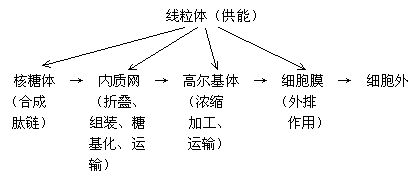 线粒体（供能）
核糖体 → 内质网 → 高尔基体 → 细胞膜 → 细胞外
（合成 （折叠、 （浓缩 （外排
肽链） 组装、糖 加工、 作用）
基化、运 运输）
输）